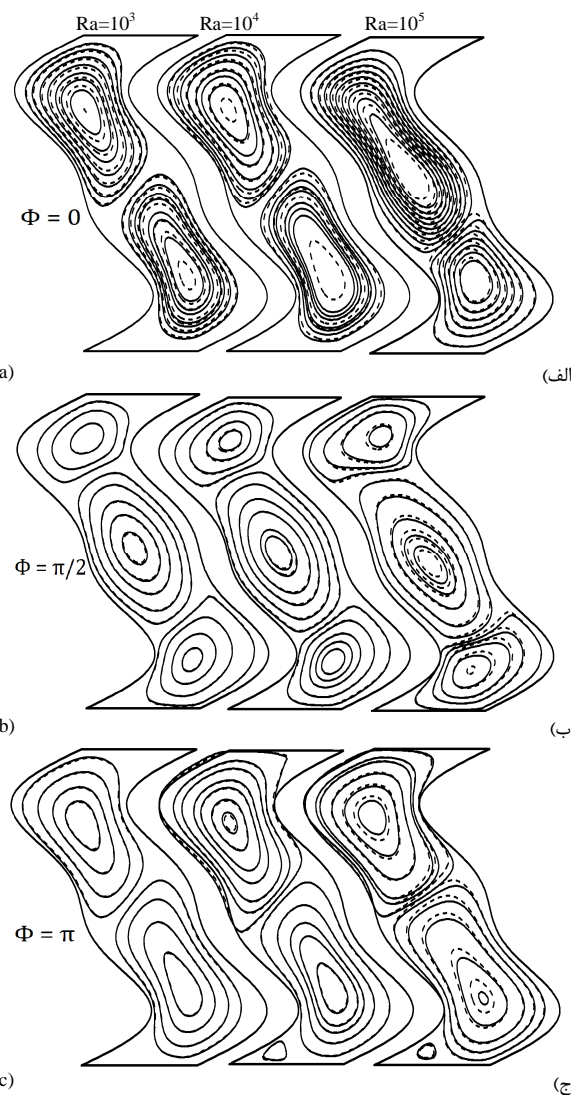 Ra=10³ Ra=10⁴ Ra=10⁵
Φ = 0
a) الف)
Φ = π/2
b) ب)
Φ = π
c) ج)